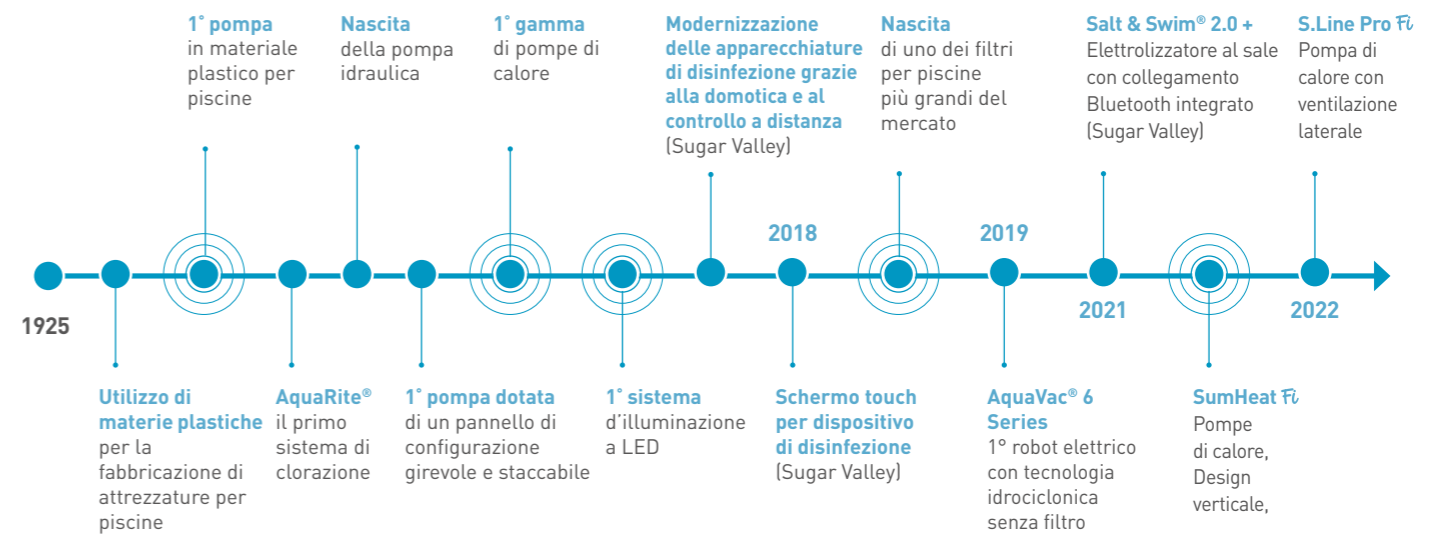 1° pompa
in materiale
plastico per
piscine
Nascita
della pompa
idraulica
1° gamma
di pompe di
calore
Modernizzazione
delle apparecchiature
di disinfezione grazie
alla domotica e al
controllo a distanza
(Sugar Valley)
Nascita
di uno dei filtri
per piscine
più grandi del
mercato
Salt & Swim® 2.0 +
Elettrolizzatore al sale
con collegamento
Bluetooth integrato
(Sugar Valley)
S.Line Pro Fi
Pompa di
calore con
ventilazione
laterale
2018
2019
1925
2021
2022
Utilizzo di
materie plastiche
per la
fabbricazione di
attrezzature per
piscine
AquaRite®
il primo
sistema di
clorazione
1° pompa dotata
di un pannello di
configurazione
girevole e staccabile
1° sistema
d'illuminazione
a LED
Schermo touch
per dispositivo
di disinfezione
(Sugar Valley)
AquaVac® 6
Series
1° robot elettrico
con tecnologia
idrociclonica
senza filtro
SumHeat Fi
Pompe
di calore,
Design
verticale,